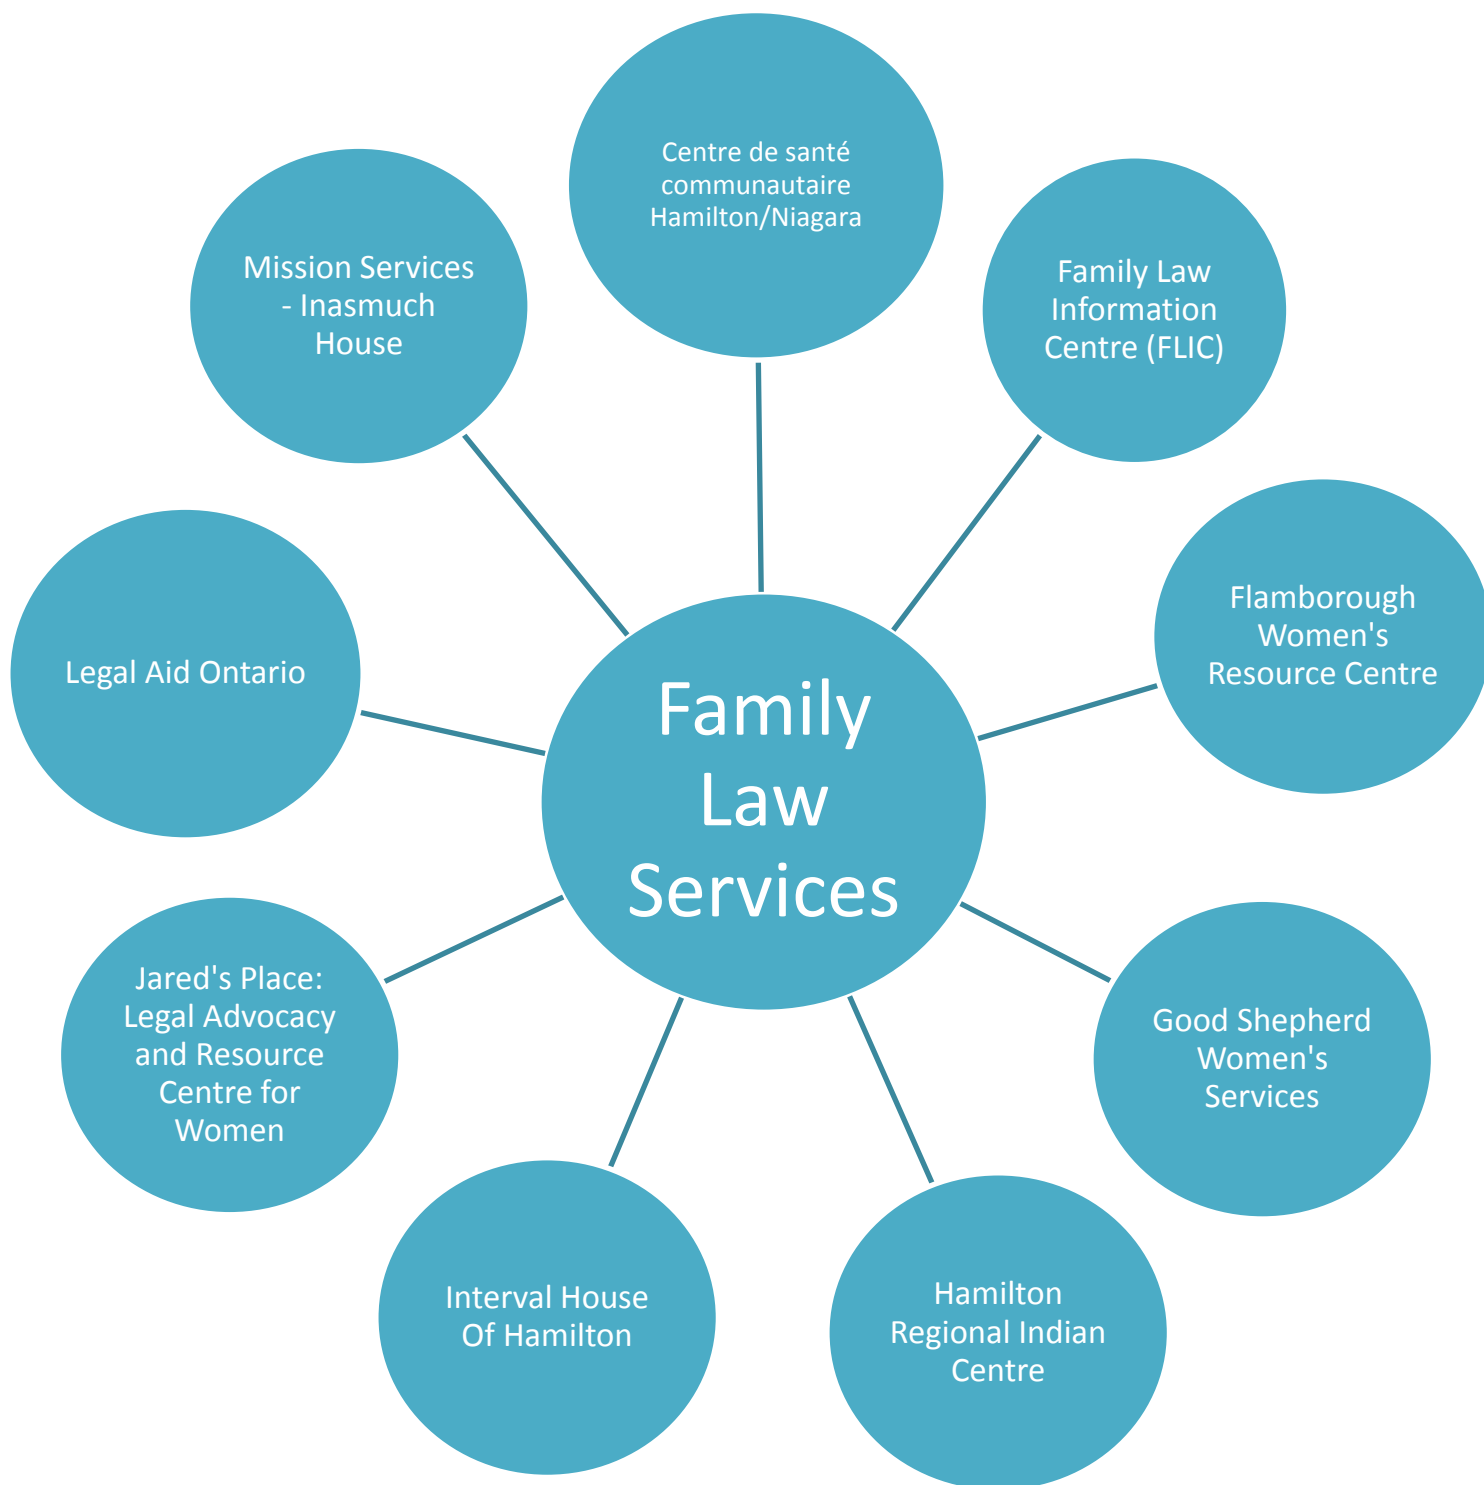 Centre de santé
communautaire
Hamilton/Niagara
Family Law
Information
Centre (FLIC)
Flamborough
Women's
Resource Centre
Good Shepherd
Women's
Services
Hamilton
Regional Indian
Centre
Interval House
Of Hamilton
Jared's Place:
Legal Advocacy
and Resource
Centre for
Women
Legal Aid Ontario
Mission Services
- Inasmuch
House
Family
Law
Services